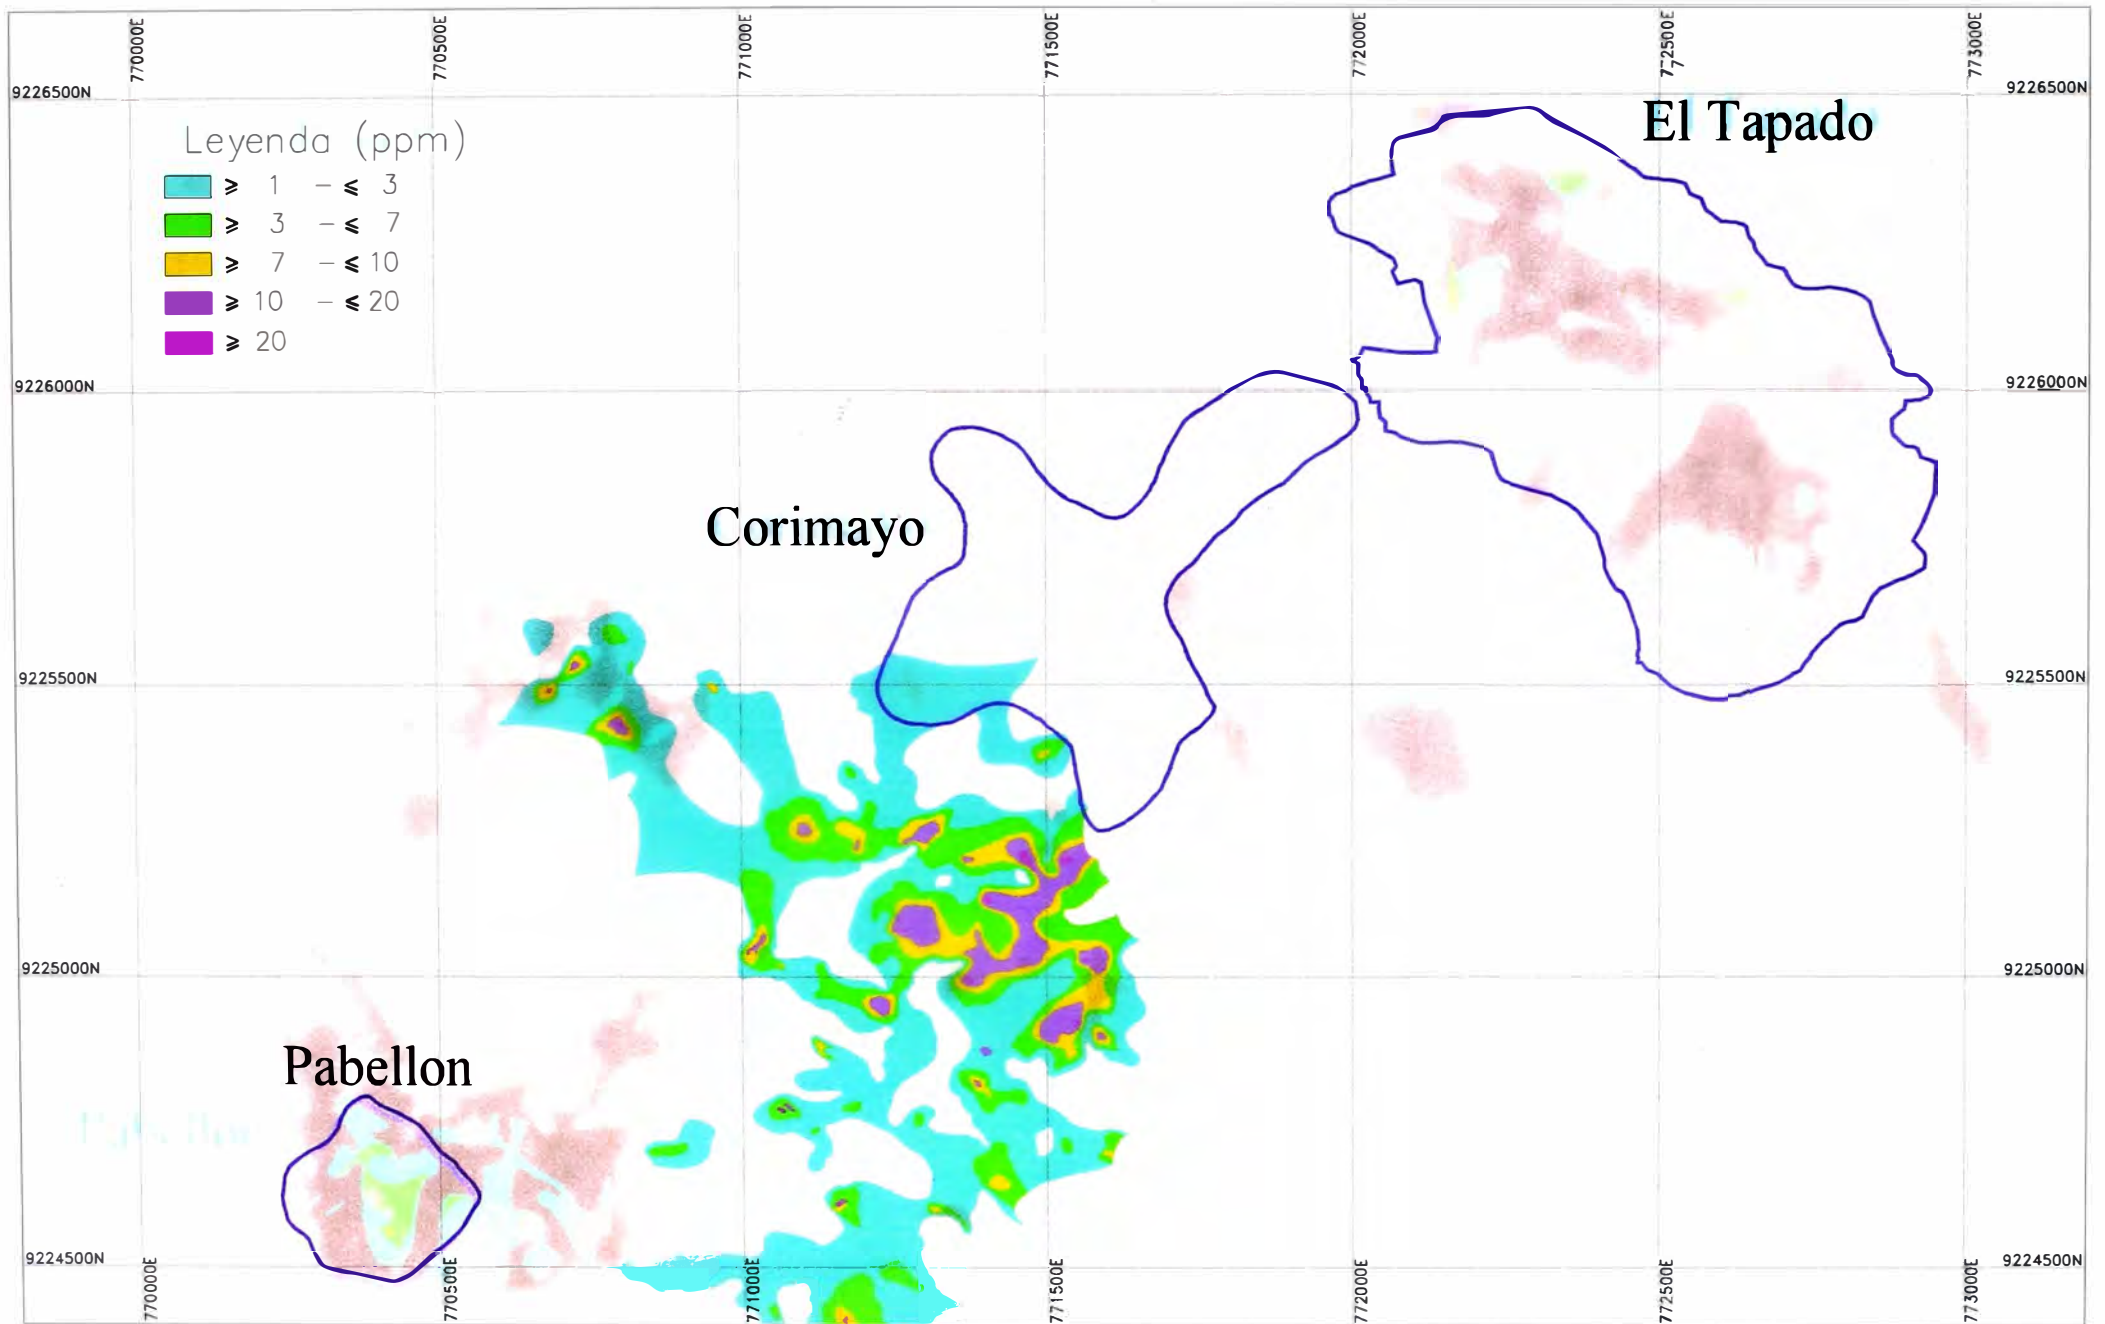 770000E 770500E 771000E 771500E 772000E 772500E 773000E
9226500N 9226500N
El Tapado
Leyenda (ppm)
≥ 1 – ≤ 3
≥ 3 – ≤ 7
≥ 7 – ≤ 10
≥ 10 – ≤ 20
≥ 20
9226000N 9226000N
Corimayo
9225500N 9225500N
9225000N 9225000N
Pabellon
9224500N 9224500N
770000E 770500E 771000E 771500E 772000E 772500E 773000E